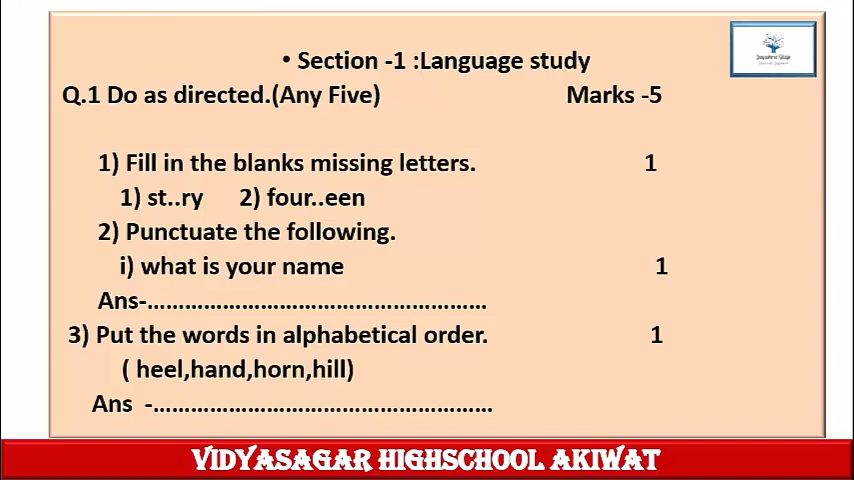 • Section -1 :Language study
Q.1 Do as directed.(Any Five) Marks -5
1) Fill in the blanks missing letters. 1
1) st..ry 2) four..een
2) Punctuate the following.
i) what is your name 1
Ans-................................................
3) Put the words in alphabetical order. 1
( heel,hand,horn,hill)
Ans -................................................
VIDYASAGAR HIGHSCHOOL AKIWAT